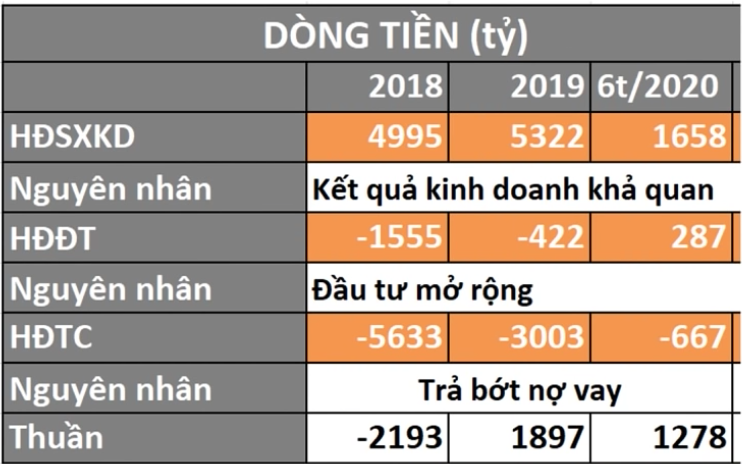 DÒNG TIỀN (tỷ)
2018 2019 6t/2020
HĐSXKD 4995 5322 1658
Nguyên nhân Kết quả kinh doanh khả quan
HĐĐT -1555 -422 287
Nguyên nhân Đầu tư mở rộng
HĐTC -5633 -3003 -667
Nguyên nhân Trả bớt nợ vay
Thuần -2193 1897 1278